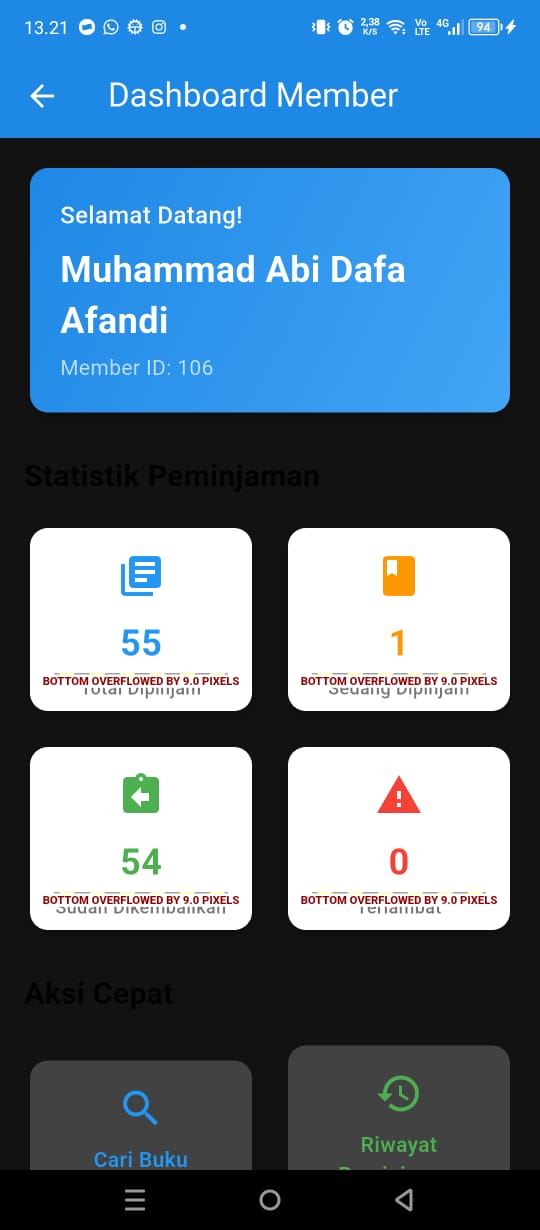 13.21 2,38 K/S Vo LTE 4G 94
Dashboard Member
Selamat Datang!
Muhammad Abi Dafa
Afandi
Member ID: 106
Statistik Peminjaman
55 1
BOTTOM OVERFLOWED BY 9.0 PIXELS BOTTOM OVERFLOWED BY 9.0 PIXELS
Total Dipinjam Sedang Dipinjam
54 0
BOTTOM OVERFLOWED BY 9.0 PIXELS BOTTOM OVERFLOWED BY 9.0 PIXELS
Sudah Dikembalikan Terlambat
Aksi Cepat
Riwayat
Cari Buku